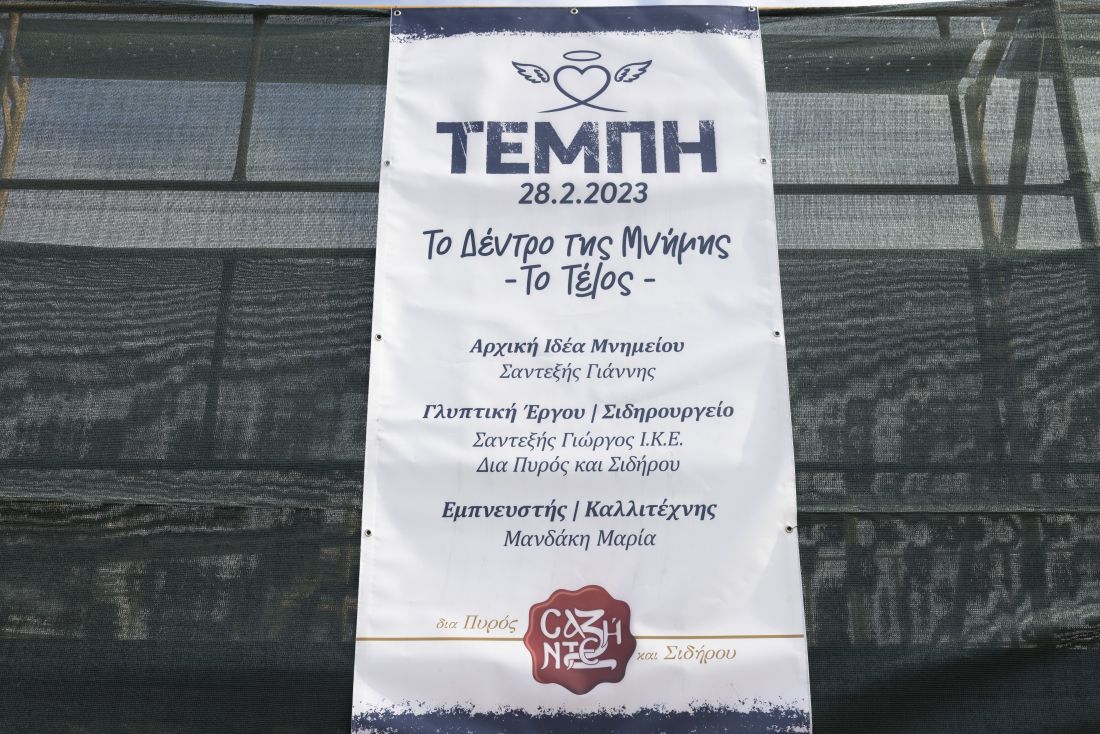 ΤΕΜΠΗ
28.2.2023
Το Δέντρο της Μνήμης
-Το Τέλος -
Αρχική Ιδέα Μνημείου
Σαντεξής Γιάννης
Γλυπτική Έργου | Σιδηρουργείο
Σαντεξής Γιώργος Ι.Κ.Ε.
Δια Πυρός και Σιδήρου
Εμπνευστής | Καλλιτέχνης
Μανδάκη Μαρία
δια Πυρός
και Σιδήρου